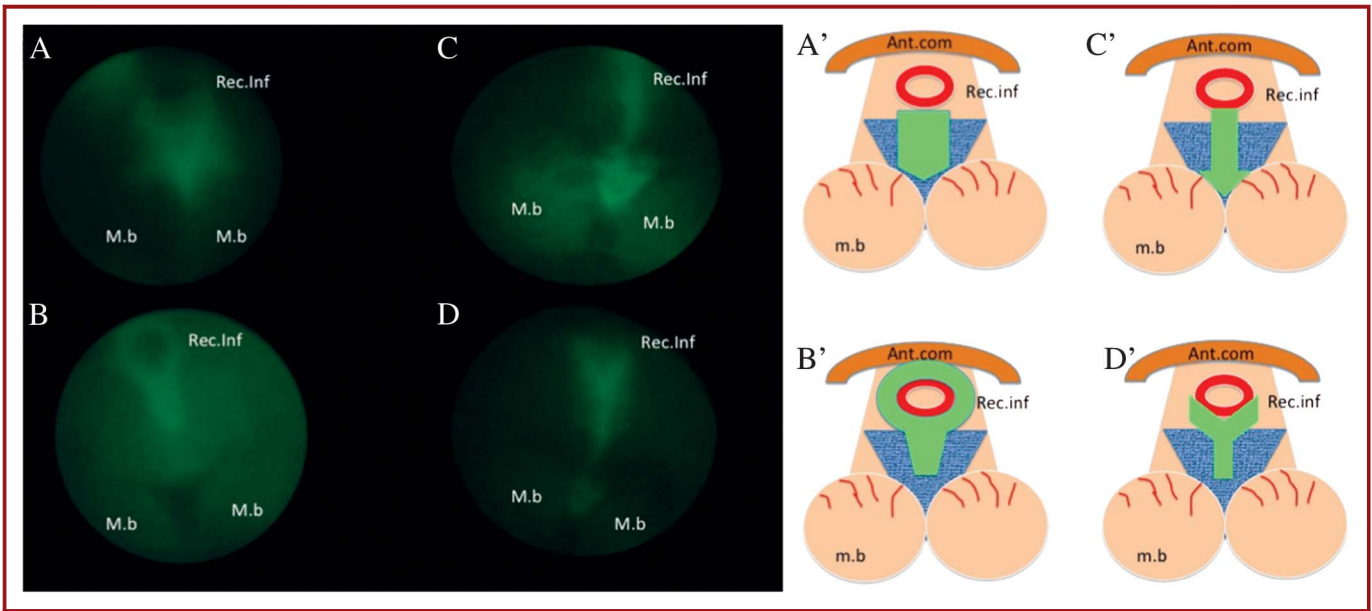 A
Rec.Inf
M.b
M.b
C
Rec.Inf
M.b
M.b
B
Rec.Inf
M.b
M.b
D
Rec.Inf
M.b
M.b
A’
Ant.com
Rec.inf
m.b
C’
Ant.com
Rec.inf
m.b
B’
Ant.com
Rec.inf
m.b
D’
Ant.com
Rec.inf
m.b